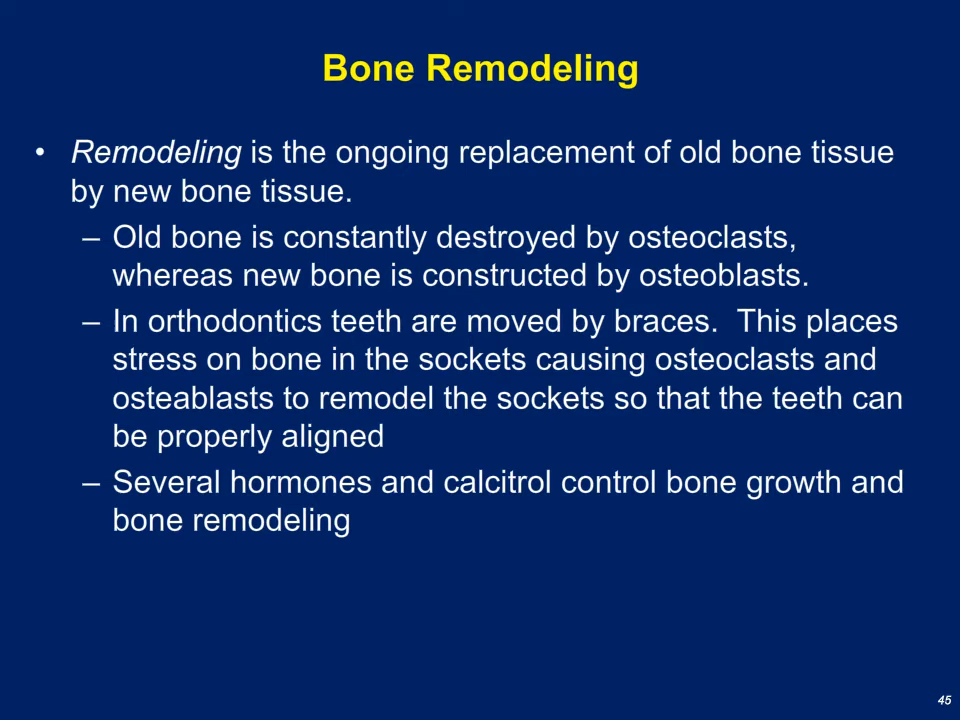 Bone Remodeling
• Remodeling is the ongoing replacement of old bone tissue
by new bone tissue.
– Old bone is constantly destroyed by osteoclasts,
whereas new bone is constructed by osteoblasts.
– In orthodontics teeth are moved by braces.  This places
stress on bone in the sockets causing osteoclasts and
osteablasts to remodel the sockets so that the teeth can
be properly aligned
– Several hormones and calcitrol control bone growth and
bone remodeling
45